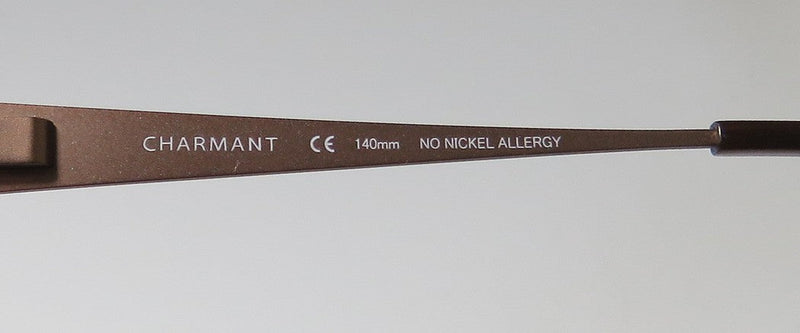 CHARMANT CE 140mm NO NICKEL ALLERGY